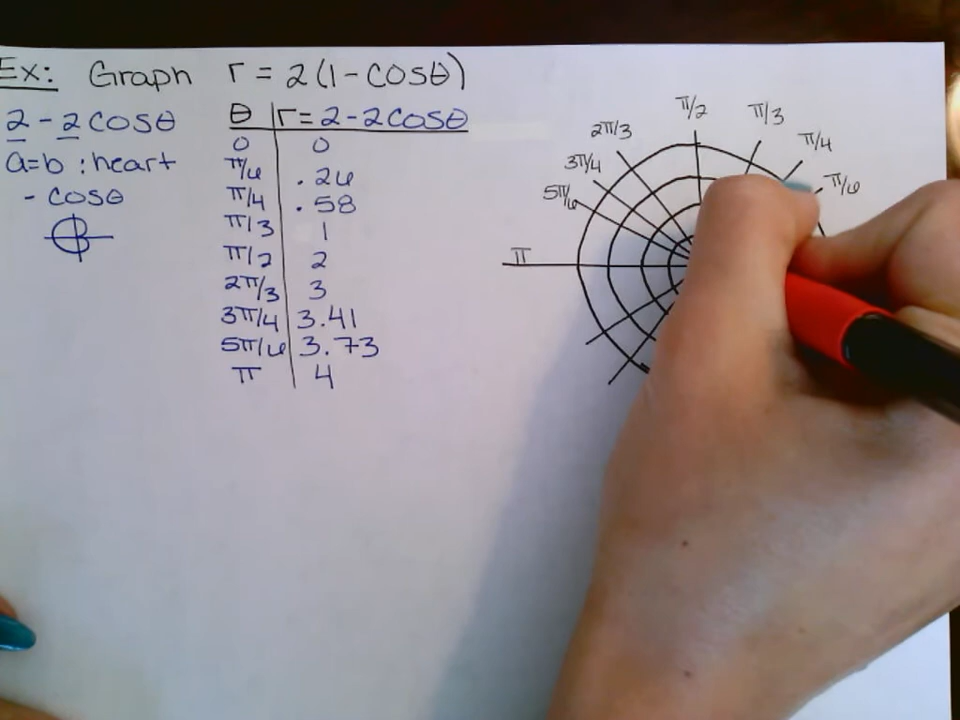 Ex: Graph r = 2(1 - cosθ)
2 - 2cosθ
a=b : heart
- cosθ
θ r = 2 - 2cosθ
0 0
π/6 .26
π/4 .58
π/3 1
π/2 2
2π/3 3
3π/4 3.41
5π/6 3.73
π 4
π/2
π/3
2π/3
π/4
3π/4
π/6
5π/6
π